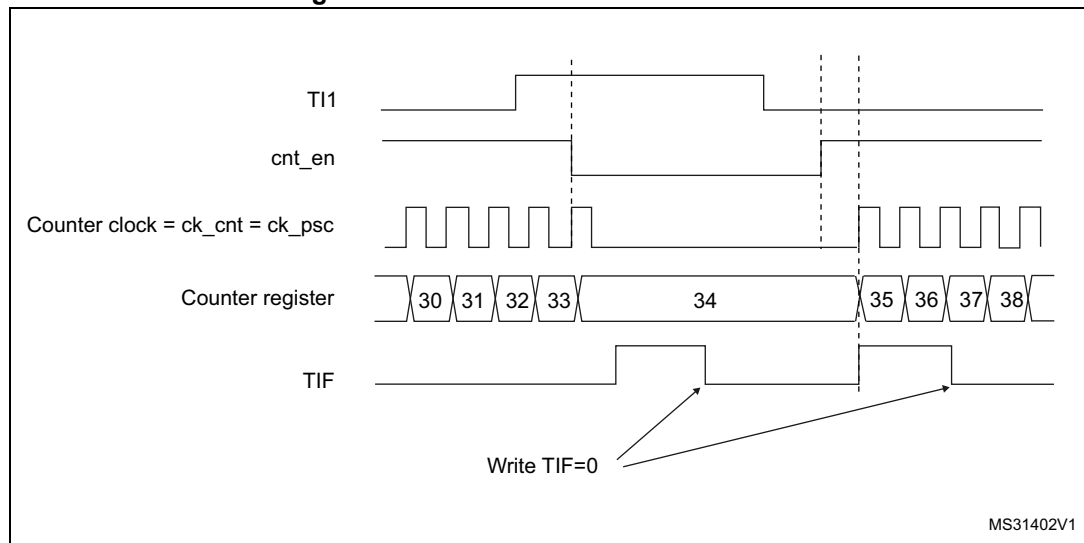 TI1
cnt_en
Counter clock = ck_cnt = ck_psc
Counter register
30 31 32 33 34 35 36 37 38
TIF
Write TIF=0
MS31402V1